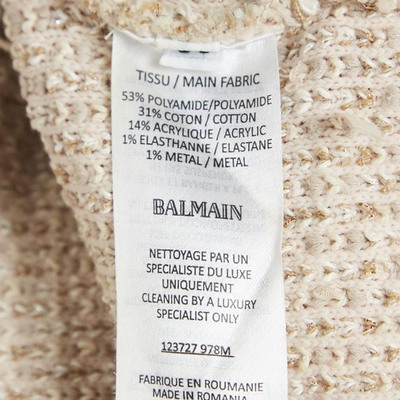 TISSU / MAIN FABRIC
53% POLYAMIDE/POLYAMIDE
31% COTON / COTTON
14% ACRYLIQUE / ACRYLIC
1% ELASTHANNE / ELASTANE
1% METAL / METAL
BALMAIN
NETTOYAGE PAR UN
SPECIALISTE DU LUXE
UNIQUEMENT
CLEANING BY A LUXURY
SPECIALIST ONLY
123727 978M
FABRIQUE EN ROUMANIE
MADE IN ROMANIA